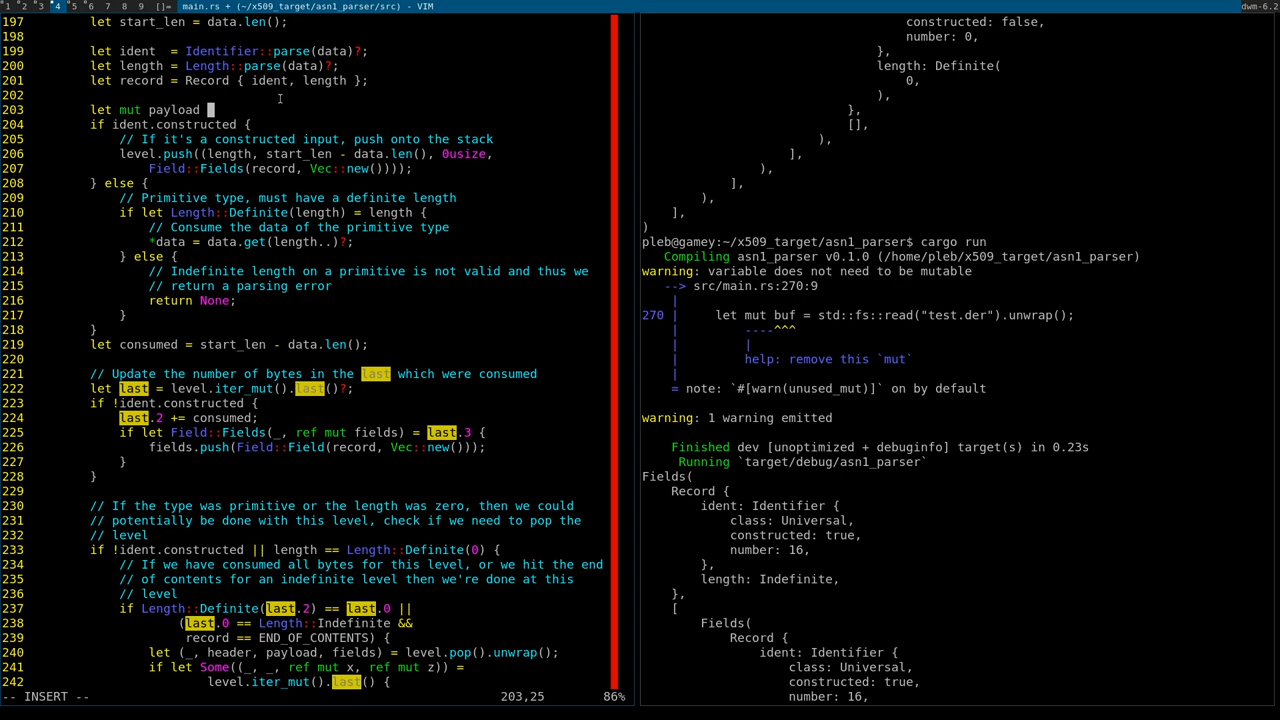 1 2 3 4 5 6 7 8 9 []= main.rs + (~/x509_target/asn1_parser/src) - VIM dwm-6.2
197         let start_len = data.len();
198
199         let ident  = Identifier::parse(data)?;
200         let length = Length::parse(data)?;
201         let record = Record { ident, length };
202
203         let mut payload
204         if ident.constructed {
205             // If it's a constructed input, push onto the stack
206             level.push((length, start_len - data.len(), 0usize,
207                 Field::Fields(record, Vec::new())));
208         } else {
209             // Primitive type, must have a definite length
210             if let Length::Definite(length) = length {
211                 // Consume the data of the primitive type
212                 *data = data.get(length..)?;
213             } else {
214                 // Indefinite length on a primitive is not valid and thus we
215                 // return a parsing error
216                 return None;
217             }
218         }
219         let consumed = start_len - data.len();
220
221         // Update the number of bytes in the last which were consumed
222         let last = level.iter_mut().last()?;
223         if !ident.constructed {
224             last.2 += consumed;
225             if let Field::Fields(_, ref mut fields) = last.3 {
226                 fields.push(Field::Field(record, Vec::new()));
227             }
228         }
229
230         // If the type was primitive or the length was zero, then we could
231         // potentially be done with this level, check if we need to pop the
232         // level
233         if !ident.constructed || length == Length::Definite(0) {
234             // If we have consumed all bytes for this level, or we hit the end
235             // of contents for an indefinite level then we're done at this
236             // level
237             if Length::Definite(last.2) == last.0 ||
238                     (last.0 == Length::Indefinite &&
239                      record == END_OF_CONTENTS) {
240                 let (_, header, payload, fields) = level.pop().unwrap();
241                 if let Some((_, _, ref mut x, ref mut z)) =
242                         level.iter_mut().last() {
-- INSERT -- 203,25 86%
constructed: false,
number: 0,
},
length: Definite(
0,
),
},
[],
),
],
),
],
),
],
)
pleb@gamey:~/x509_target/asn1_parser$ cargo run
   Compiling asn1_parser v0.1.0 (/home/pleb/x509_target/asn1_parser)
warning: variable does not need to be mutable
   --> src/main.rs:270:9
    |
270 |     let mut buf = std::fs::read("test.der").unwrap();
    |         ----^^^
    |         |
    |         help: remove this `mut`
    |
    = note: `#[warn(unused_mut)]` on by default

warning: 1 warning emitted

    Finished dev [unoptimized + debuginfo] target(s) in 0.23s
     Running `target/debug/asn1_parser`
Fields(
    Record {
        ident: Identifier {
            class: Universal,
            constructed: true,
            number: 16,
        },
        length: Indefinite,
    },
    [
        Fields(
            Record {
                ident: Identifier {
                    class: Universal,
                    constructed: true,
                    number: 16,